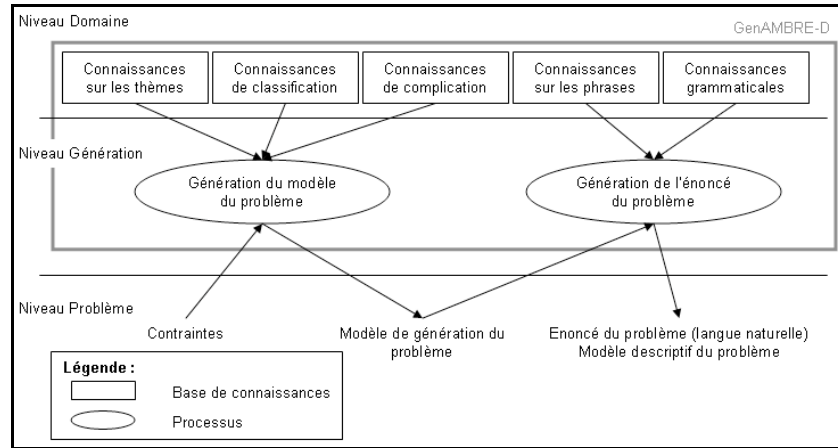 Niveau Domaine
GenAMBRE-D
Connaissances
sur les thèmes
Connaissances
de classification
Connaissances
de complication
Connaissances
sur les phrases
Connaissances
grammaticales
Niveau Génération
Génération du modèle
du problème
Génération de l'énoncé
du problème
Niveau Problème
Contraintes
Modèle de génération du
problème
Enoncé du problème (langue naturelle)
Modèle descriptif du problème
Légende :
Base de connaissances
Processus